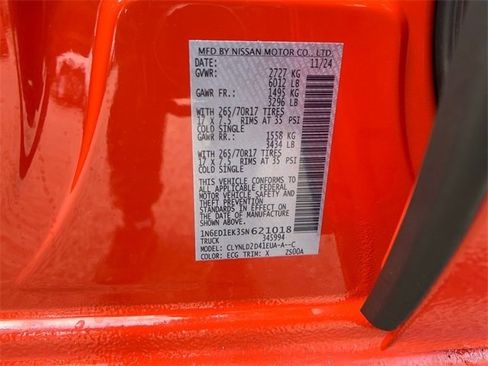 MFD BY NISSAN MOTOR CO., LTD.
DATE: 11/24
GVWR: 2727 KG
6012 LB
GAWR FR.: 1495 KG
3296 LB
WITH 265/70R17 TIRES
17 X 7.5 RIMS AT 35 PSI
COLD SINGLE
GAWR RR.: 1558 KG
3434 LB
WITH 265/70R17 TIRES
17 X 7.5 RIMS AT 35 PSI
COLD SINGLE
THIS VEHICLE CONFORMS TO
ALL APPLICABLE FEDERAL
MOTOR VEHICLE SAFETY AND
THEFT PREVENTION
STANDARDS IN EFFECT ON
THE DATE OF MANUFACTURE
SHOWN ABOVE.
1N6ED1EK3SN621018
TRUCK 345994
MODEL: CLYNLDZD41EUA-A--C
COLOR: ECG TRIM: X ZS00A